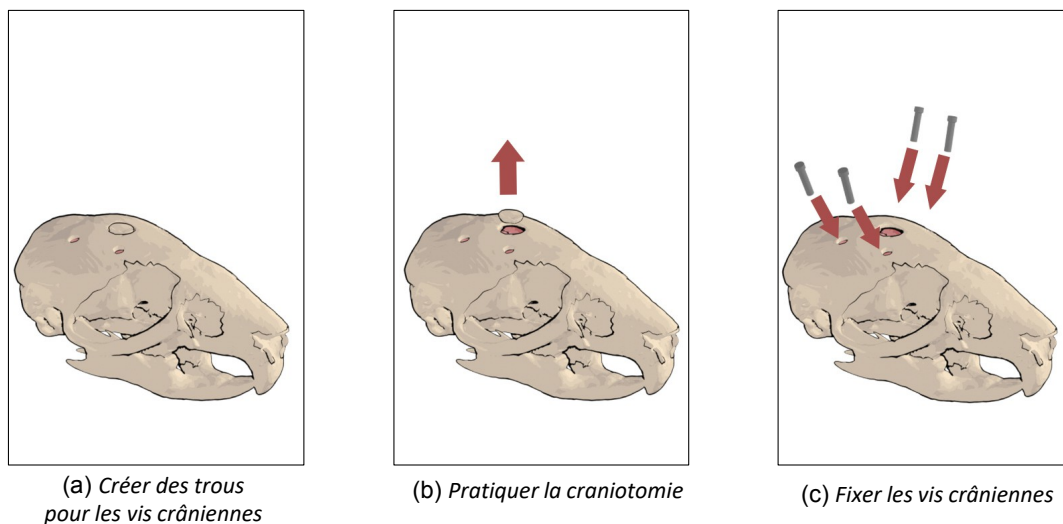 (a) Créer des trous
pour les vis crâniennes
(b) Pratiquer la craniotomie
(c) Fixer les vis crâniennes